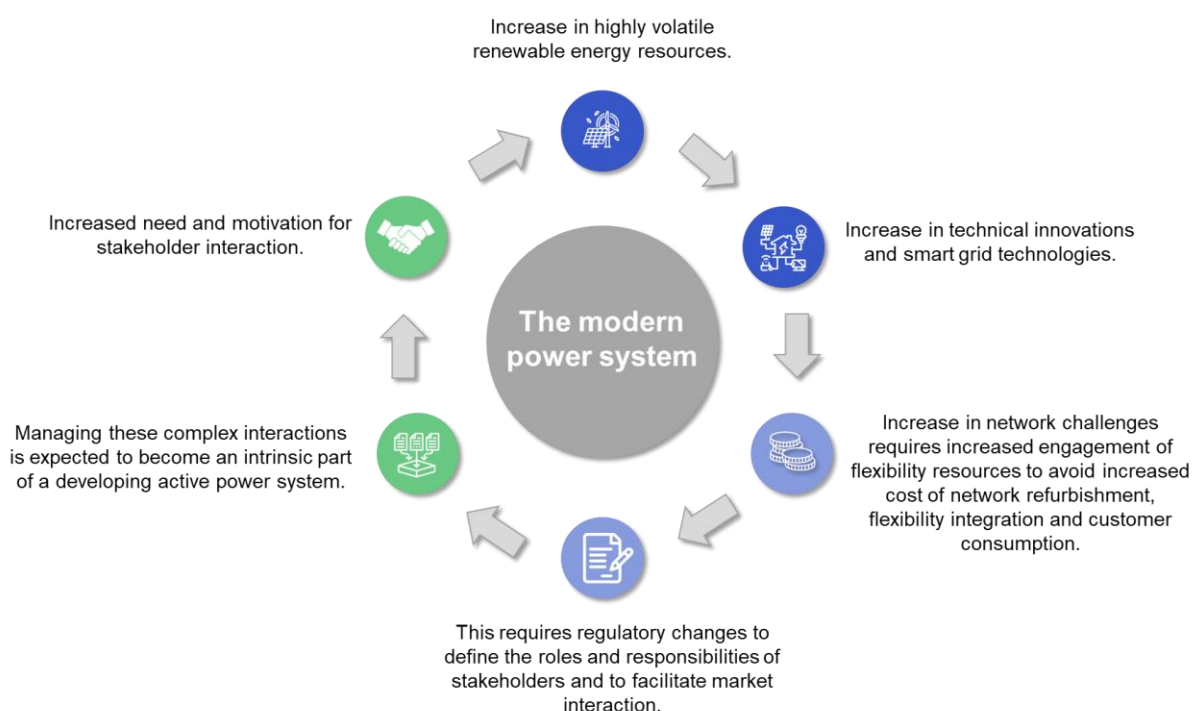 Increase in highly volatile
renewable energy resources.
Increase in technical innovations
and smart grid technologies.
Increase in network challenges
requires increased engagement of
flexibility resources to avoid increased
cost of network refurbishment,
flexibility integration and customer
consumption.
This requires regulatory changes to
define the roles and responsibilities of
stakeholders and to facilitate market
interaction.
Managing these complex interactions
is expected to become an intrinsic part
of a developing active power system.
Increased need and motivation for
stakeholder interaction.
The modern
power system